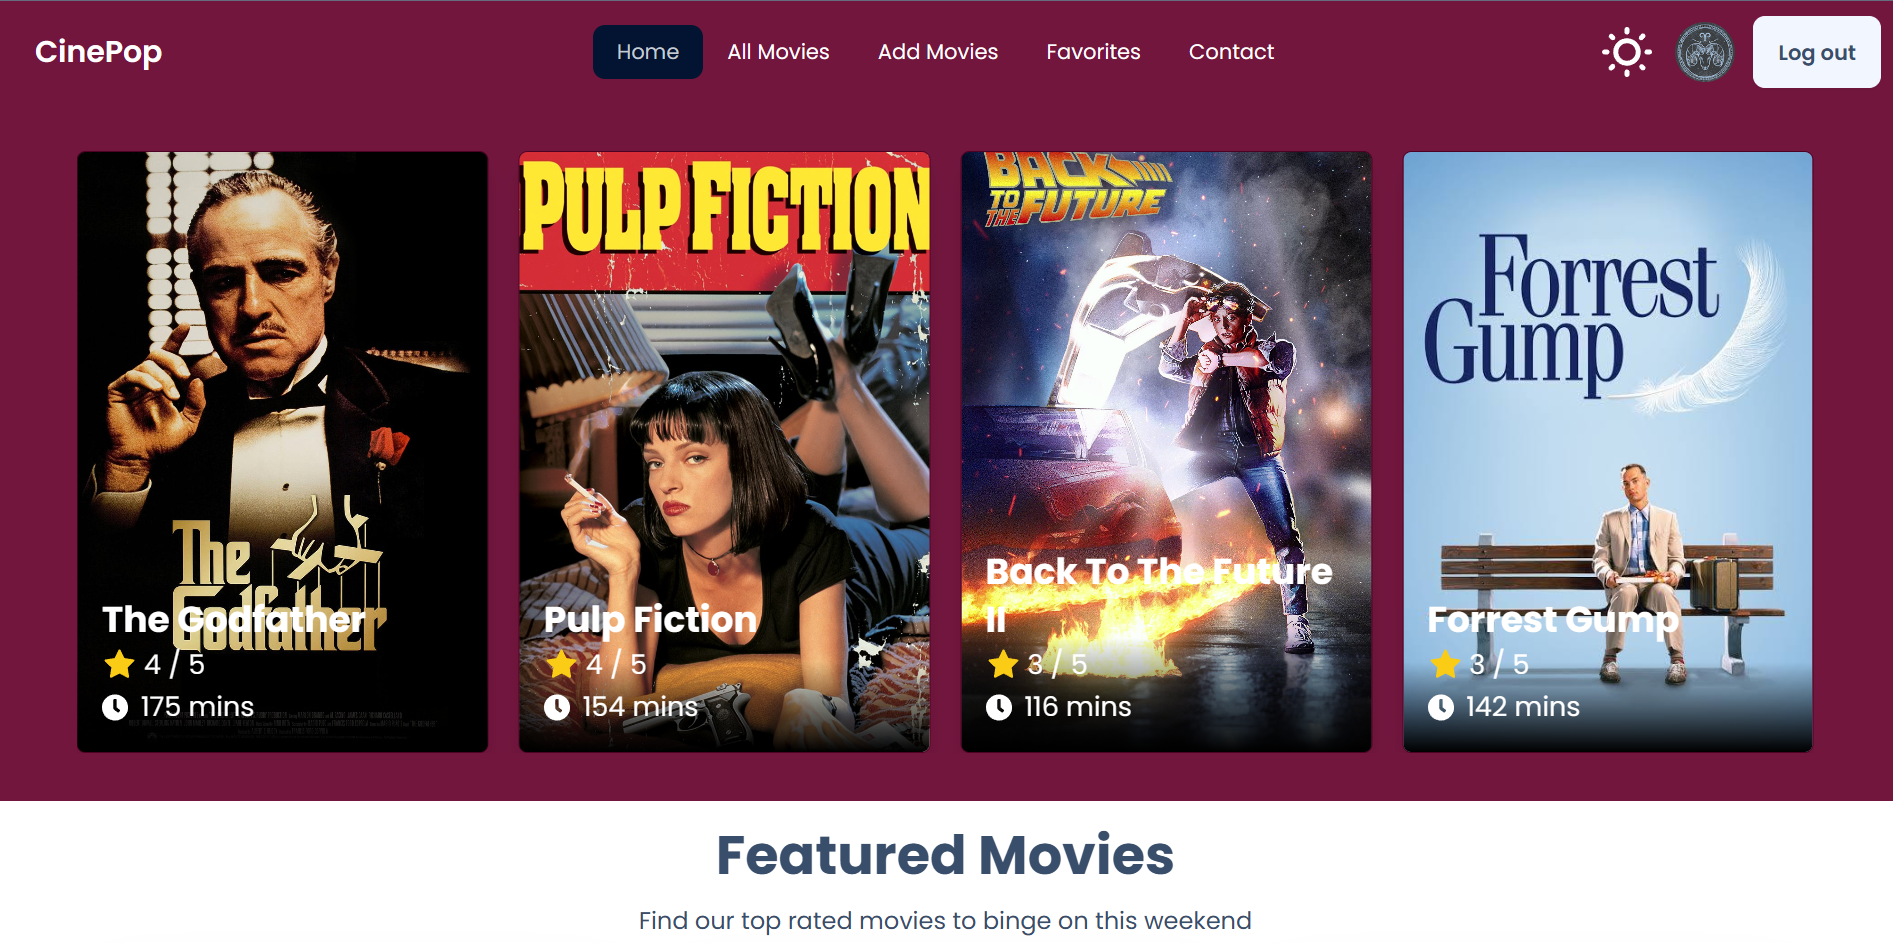 CinePop
Home
All Movies
Add Movies
Favorites
Contact
Log out
The
Godfather
The Godfather
4 / 5
175 mins
PULP FICTION
Pulp Fiction
4 / 5
154 mins
BACK
TO
THE FUTURE
Back To The Future
II
3 / 5
116 mins
Forrest
Gump
Forrest Gump
3 / 5
142 mins
Featured Movies
Find our top rated movies to binge on this weekend